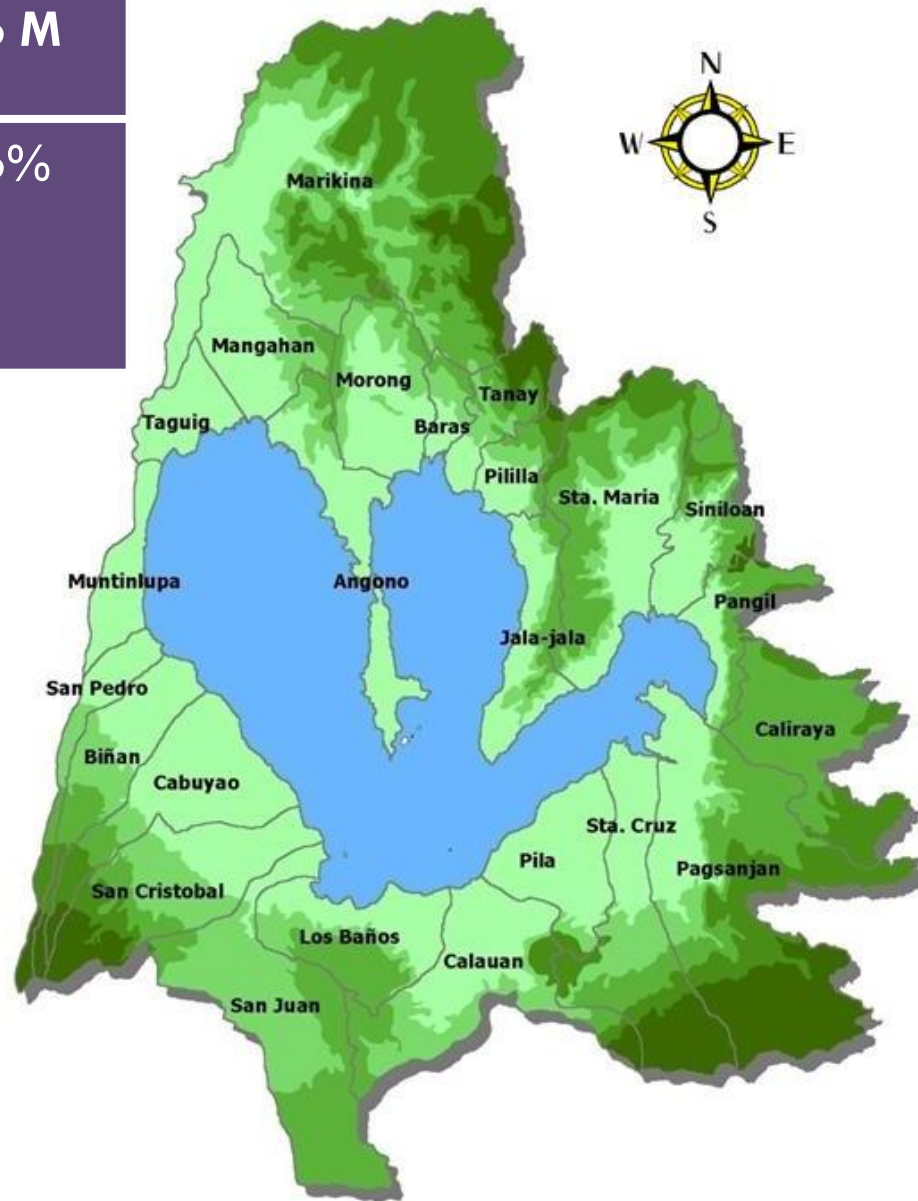 M
%
N
W E
S
Marikina
Mangahan
Morong
Tanay
Taguig
Baras
Pililla
Sta. Maria
Siniloan
Muntinlupa
Angono
Pangil
Jala-jala
San Pedro
Caliraya
Biñan
Cabuyao
Sta. Cruz
Pila
Pagsanjan
San Cristobal
Los Baños
Calauan
San Juan